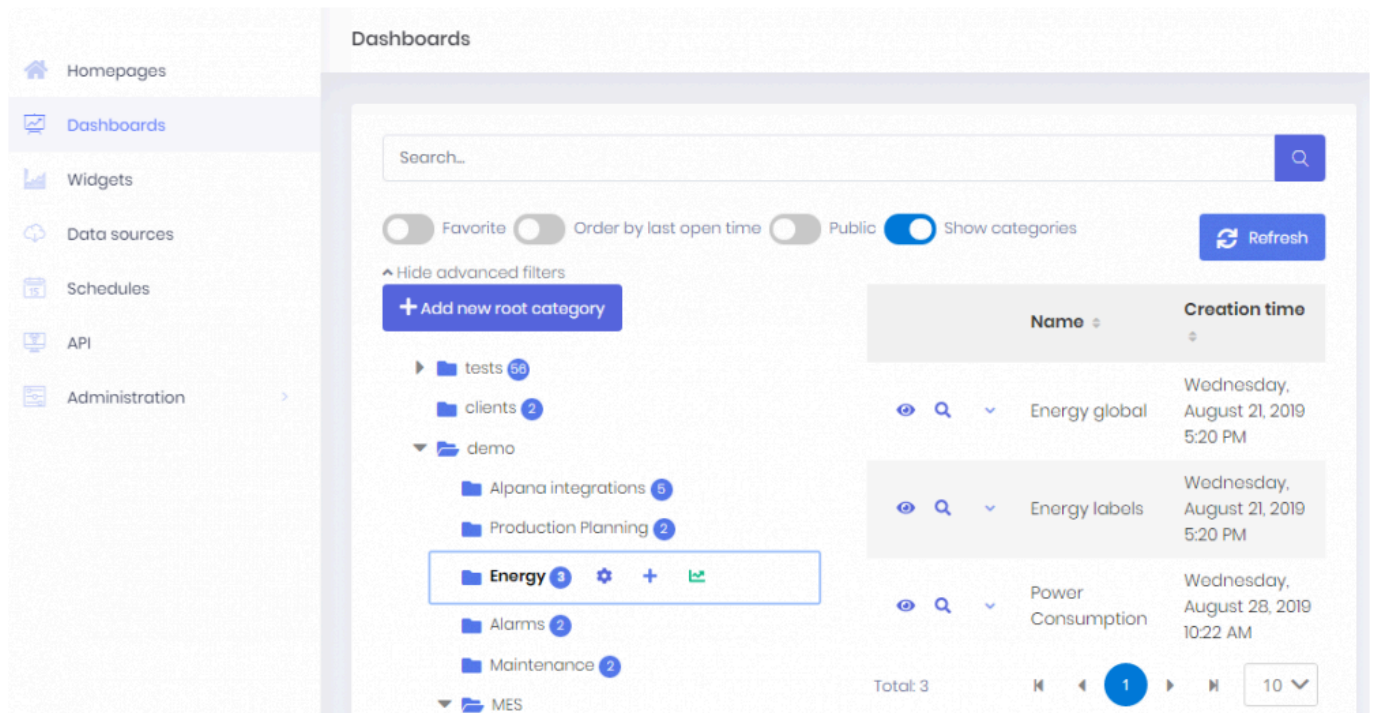 Dashboards
Homepages
Dashboards
Widgets
Data sources
Schedules
15
API
Administration
Search...
Favorite Order by last open time Public Show categories
Refresh
Hide advanced filters
+ Add new root category
tests 56
clients 2
demo
Alpana integrations 5
Production Planning 2
Energy 3
Alarms 2
Maintenance 2
MES
Name Creation time
Energy global Wednesday,
August 21, 2019
5:20 PM
Energy labels Wednesday,
August 21, 2019
5:20 PM
Power
Consumption Wednesday,
August 28, 2019
10:22 AM
Total: 3 1 10